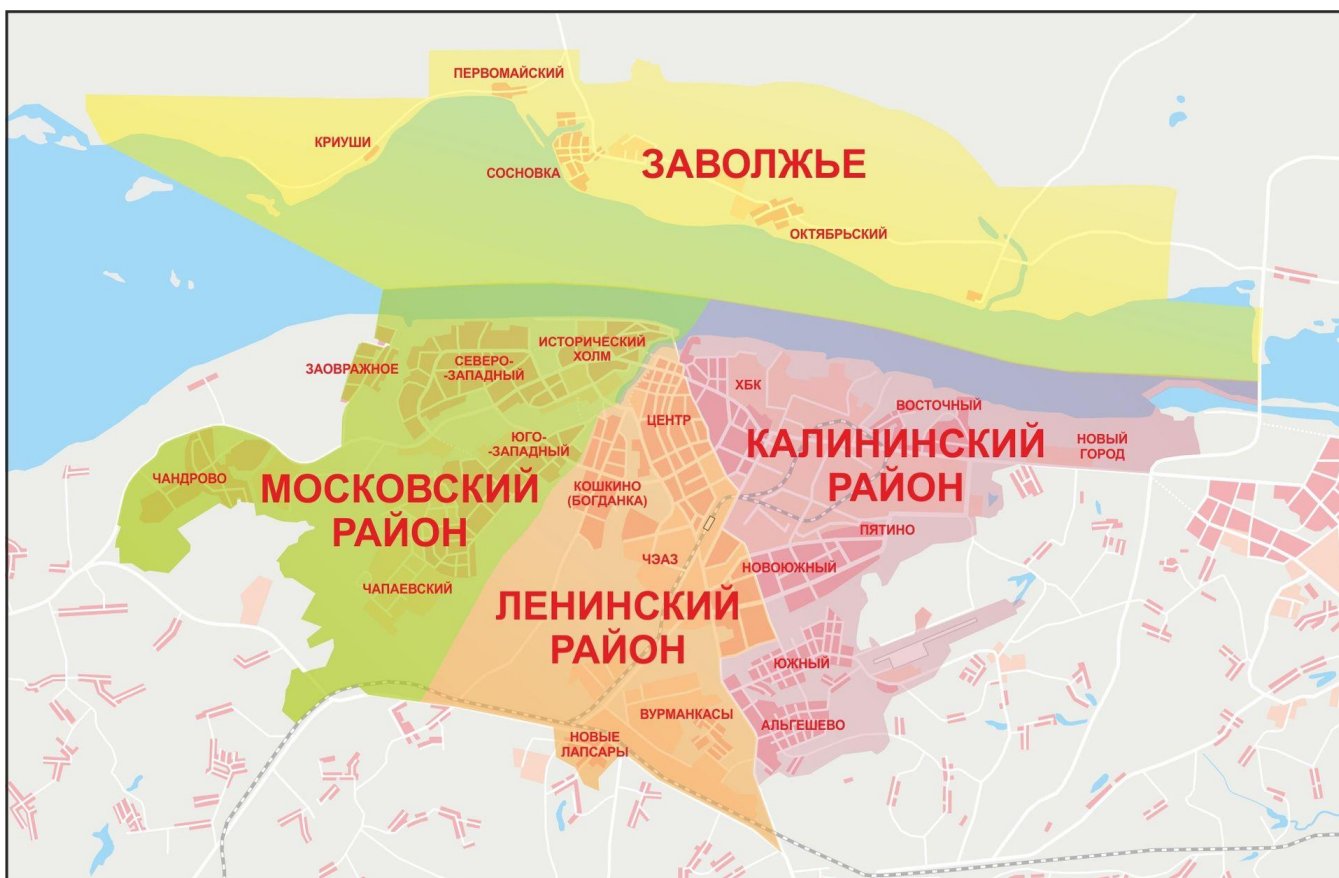 ПЕРВОМАЙСКИЙ
КРИУШИ
СОСНОВКА
ЗАВОЛЖЬЕ
ОКТЯБРЬСКИЙ
ЗАОВРАЖНОЕ
СЕВЕРО-
-ЗАПАДНЫЙ
ИСТОРИЧЕСКИЙ
ХОЛМ
ХБК
ВОСТОЧНЫЙ
ЦЕНТР
ЮГО-
-ЗАПАДНЫЙ
КАЛИНИНСКИЙ
РАЙОН
НОВЫЙ
ГОРОД
ЧАНДРОВО
МОСКОВСКИЙ
РАЙОН
КОШКИНО
(БОГДАНКА)
ПЯТИНО
ЧЭАЗ
НОВОЮЖНЫЙ
ЧАПАЕВСКИЙ
ЛЕНИНСКИЙ
РАЙОН
ЮЖНЫЙ
ВУРМАНКАСЫ
АЛЬГЕШЕВО
НОВЫЕ
ЛАПСАРЫ